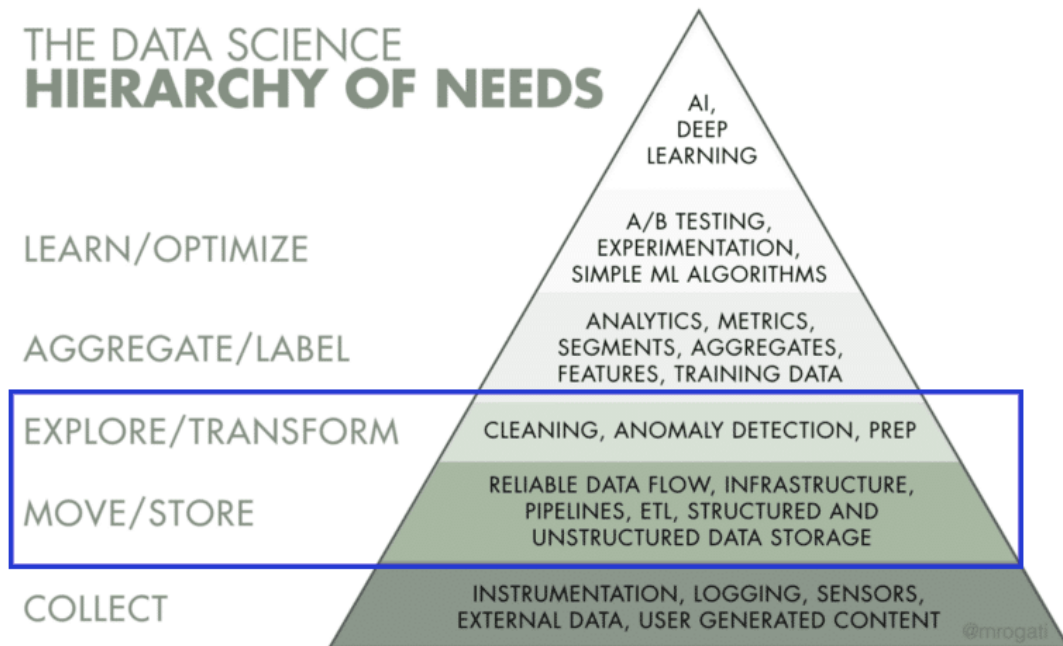 THE DATA SCIENCE
HIERARCHY OF NEEDS
AI,
DEEP
LEARNING
LEARN/OPTIMIZE
A/B TESTING,
EXPERIMENTATION,
SIMPLE ML ALGORITHMS
AGGREGATE/LABEL
ANALYTICS, METRICS,
SEGMENTS, AGGREGATES,
FEATURES, TRAINING DATA
EXPLORE/TRANSFORM
CLEANING, ANOMALY DETECTION, PREP
MOVE/STORE
RELIABLE DATA FLOW, INFRASTRUCTURE,
PIPELINES, ETL, STRUCTURED AND
UNSTRUCTURED DATA STORAGE
COLLECT
INSTRUMENTATION, LOGGING, SENSORS,
EXTERNAL DATA, USER GENERATED CONTENT
@mrogati